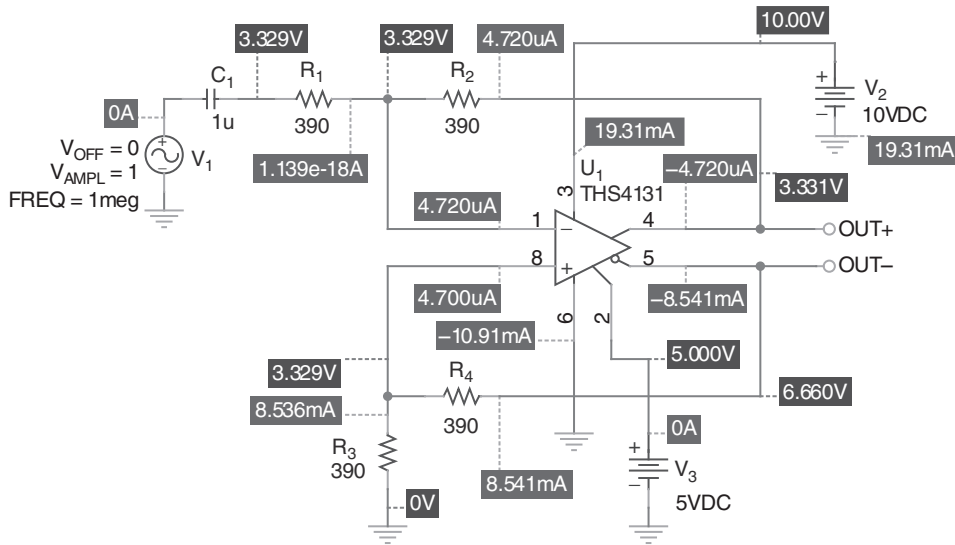 10.00V
3.329V
3.329V
4.720uA
C1
R1
R2
0A
1u
390
390
V2
10VDC
VOFF = 0
VAMPL = 1
FREQ = 1meg
V1
19.31mA
19.31mA
1.139e-18A
U1
THS4131
−4.720uA
3.331V
3
4.720uA
1
−
4
OUT+
8
+
5
OUT−
4.700uA
−8.541mA
6
2
−10.91mA
5.000V
3.329V
R4
6.660V
8.536mA
390
0A
R3
390
8.541mA
V3
5VDC
0V